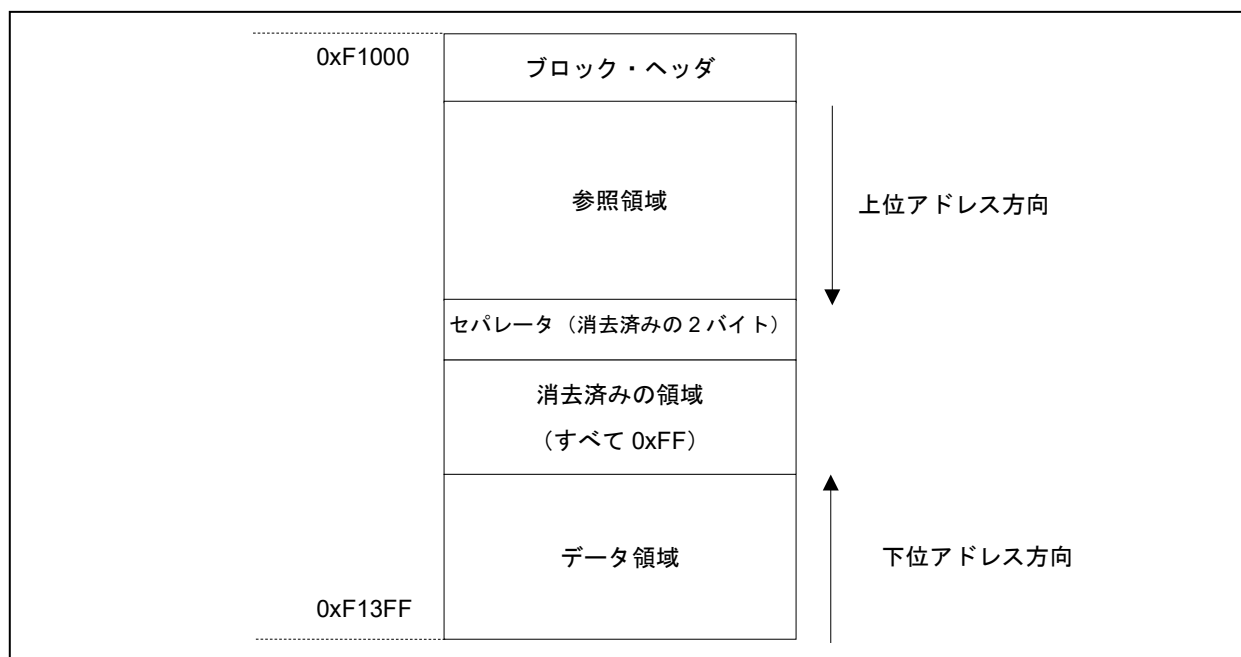 0xF1000
ブロック・ヘッダ
参照領域
上位アドレス方向
セパレータ（消去済みの 2 バイト）
消去済みの領域
（すべて 0xFF）
データ領域
下位アドレス方向
0xF13FF